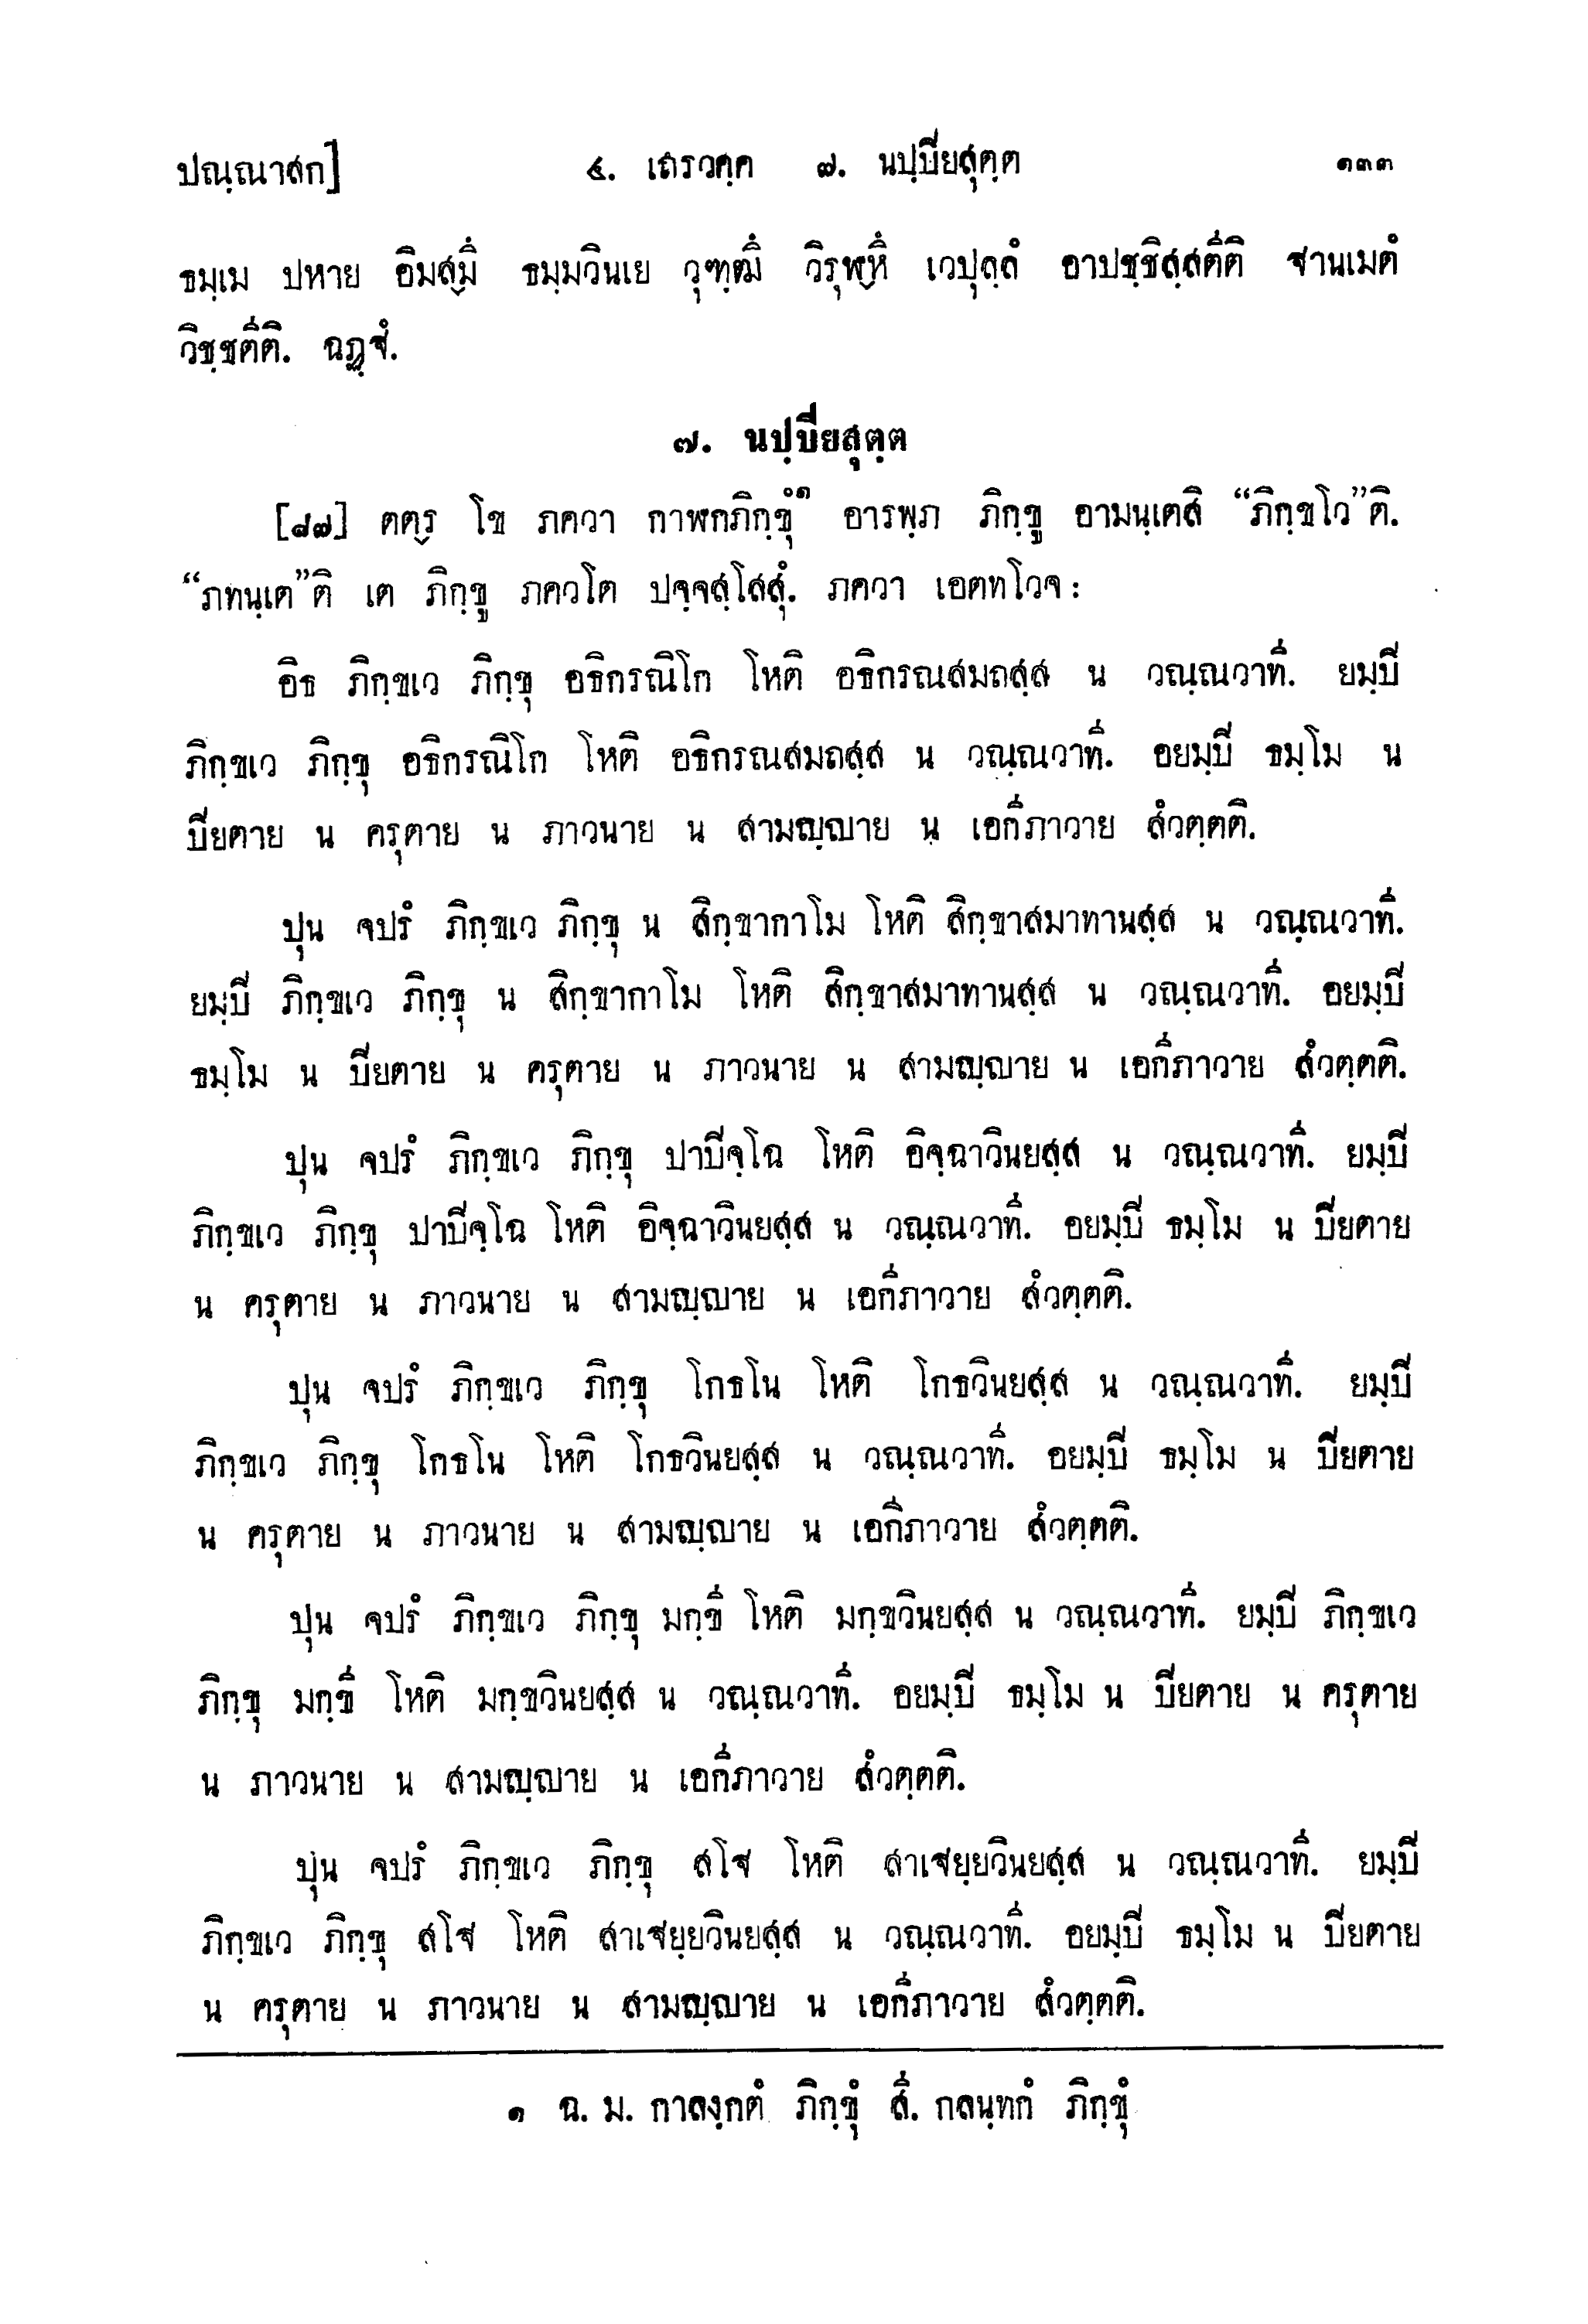 ปณฺณาสก] ๔. เถรวคฺค ๗. นปฺปิยสุตฺต ๑๓๓
ธมฺเม ปหาย อิมสฺมึ ธมฺมวินเย วุฑฺฒึ วิรุฬฺหึ เวปุลฺลํ อาปชฺชิสฺสตีติ ฐานเมตํ
วิชฺชตีติ. ฉฏฺฐํ.
๗. นปฺปิยสุตฺต
[๘๗] ตตฺร โข ภควา กาฬกภิกฺขุํ๑ อารพฺภ ภิกฺขู อามนฺเตสิ “ภิกฺขโว”ติ.
“ภทนฺเต”ติ เต ภิกฺขู ภควโต ปจฺจสฺโสสุํ. ภควา เอตทโวจ :
อิธ ภิกฺขเว ภิกฺขุ อธิกรณิโก โหติ อธิกรณสมถสฺส น วณฺณวาที. ยมฺปิ
ภิกฺขเว ภิกฺขุ อธิกรณิโก โหติ อธิกรณสมถสฺส น วณฺณวาที. อยมฺปิ ธมฺโม น
ปิยตาย น ครุตาย น ภาวนาย น สามญฺญาย น เอกีภาวาย สํวตฺตติ.
ปุน จปรํ ภิกฺขเว ภิกฺขุ น สิกฺขากาโม โหติ สิกฺขาสมาทานสฺส น วณฺณวาที.
ยมฺปิ ภิกฺขเว ภิกฺขุ น สิกฺขากาโม โหติ สิกฺขาสมาทานสฺส น วณฺณวาที. อยมฺปิ
ธมฺโม น ปิยตาย น ครุตาย น ภาวนาย น สามญฺญาย น เอกีภาวาย สํวตฺตติ.
ปุน จปรํ ภิกฺขเว ภิกฺขุ ปาปิจฺโฉ โหติ อิจฺฉาวินยสฺส น วณฺณวาที. ยมฺปิ
ภิกฺขเว ภิกฺขุ ปาปิจฺโฉ โหติ อิจฺฉาวินยสฺส น วณฺณวาที. อยมฺปิ ธมฺโม น ปิยตาย
น ครุตาย น ภาวนาย น สามญฺญาย น เอกีภาวาย สํวตฺตติ.
ปุน จปรํ ภิกฺขเว ภิกฺขุ โกธโน โหติ โกธวินยสฺส น วณฺณวาที. ยมฺปิ
ภิกฺขเว ภิกฺขุ โกธโน โหติ โกธวินยสฺส น วณฺณวาที. อยมฺปิ ธมฺโม น ปิยตาย
น ครุตาย น ภาวนาย น สามญฺญาย น เอกีภาวาย สํวตฺตติ.
ปุน จปรํ ภิกฺขเว ภิกฺขุ มกฺขี โหติ มกฺขวินยสฺส น วณฺณวาที. ยมฺปิ ภิกฺขเว
ภิกฺขุ มกฺขี โหติ มกฺขวินยสฺส น วณฺณวาที. อยมฺปิ ธมฺโม น ปิยตาย น ครุตาย
น ภาวนาย น สามญฺญาย น เอกีภาวาย สํวตฺตติ.
ปุน จปรํ ภิกฺขเว ภิกฺขุ สโฐ โหติ สาเฐยฺยวินยสฺส น วณฺณวาที. ยมฺปิ
ภิกฺขเว ภิกฺขุ สโฐ โหติ สาเฐยฺยวินยสฺส น วณฺณวาที. อยมฺปิ ธมฺโม น ปิยตาย
น ครุตาย น ภาวนาย น สามญฺญาย น เอกีภาวาย สํวตฺตติ.
๑ ฉ. ม. กาลงฺกตํ ภิกฺขุํ สี. กลนฺทกํ ภิกฺขุํ